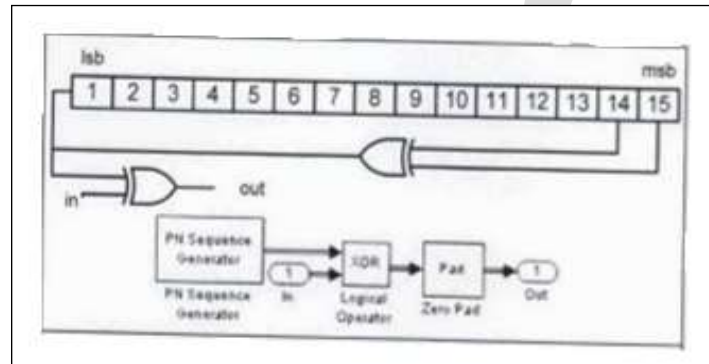 lsb
msb
1 2 3 4 5 6 7 8 9 10 11 12 13 14 15
in
out
PN Sequence
Generator
XOR
Pad
1
1
In
Out
PN Sequence
Generator
Logical
Operator
Zero Pad